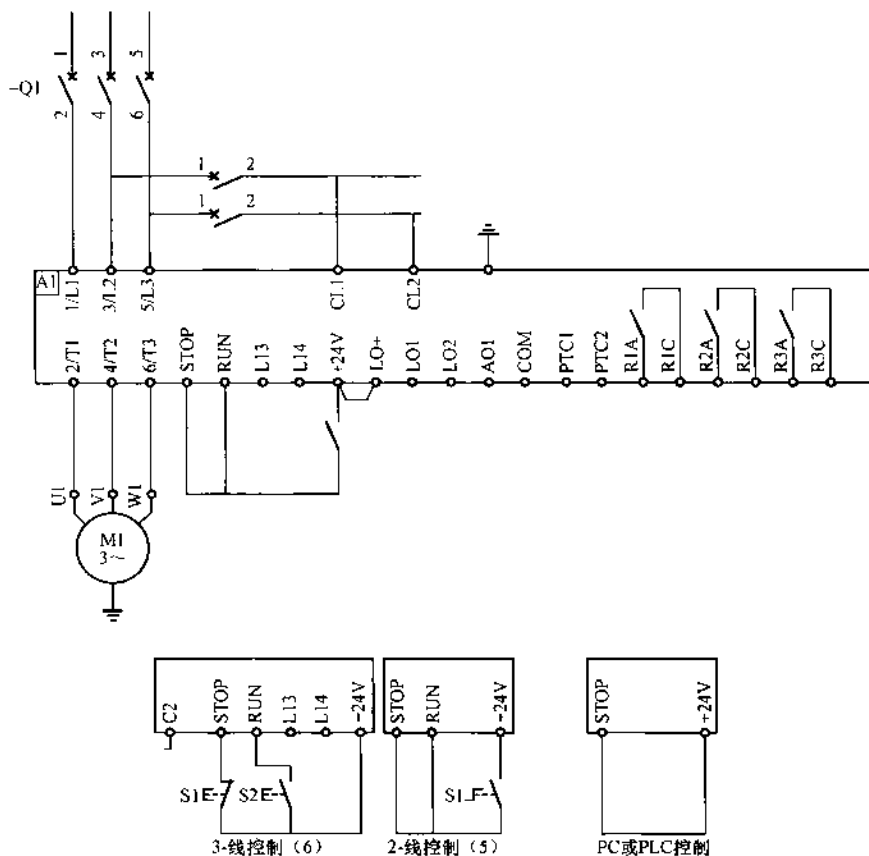 1 3 5
-Q1
2 4 6
1 2
1 2
A1
1/L1 3/L2 5/L3 CL1 CL2
2/T1 4/T2 6/T3 STOP RUN L13 L14 +24V LO+ LO1 LO2 AO1 COM PTC1 PTC2 R1A R1C R2A R2C R3A R3C
U1 V1 W1
M1
3~
C2 STOP RUN L13 L14 -24V
S1 S2
3-线控制（6）
STOP RUN -24V
S1
2-线控制（5）
STOP +24V
PC或PLC控制